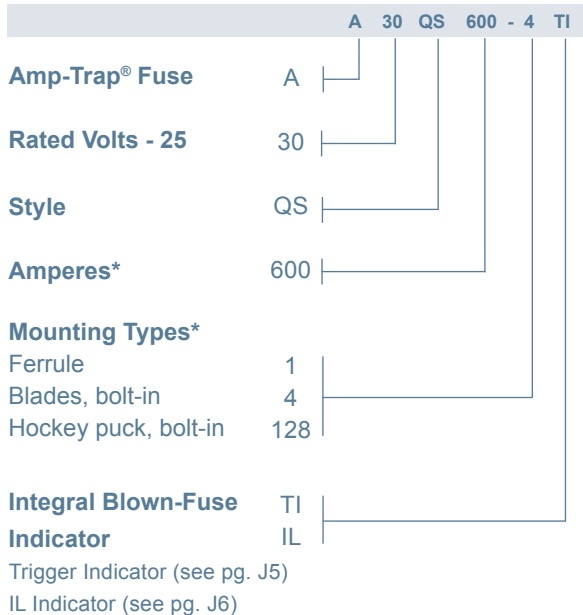 A 30 QS 600 - 4 TI
Amp-Trap® Fuse A
Rated Volts - 25 30
Style QS
Amperes* 600
Mounting Types*
Ferrule 1
Blades, bolt-in 4
Hockey puck, bolt-in 128
Integral Blown-Fuse TI
Indicator IL
Trigger Indicator (see pg. J5)
IL Indicator (see pg. J6)